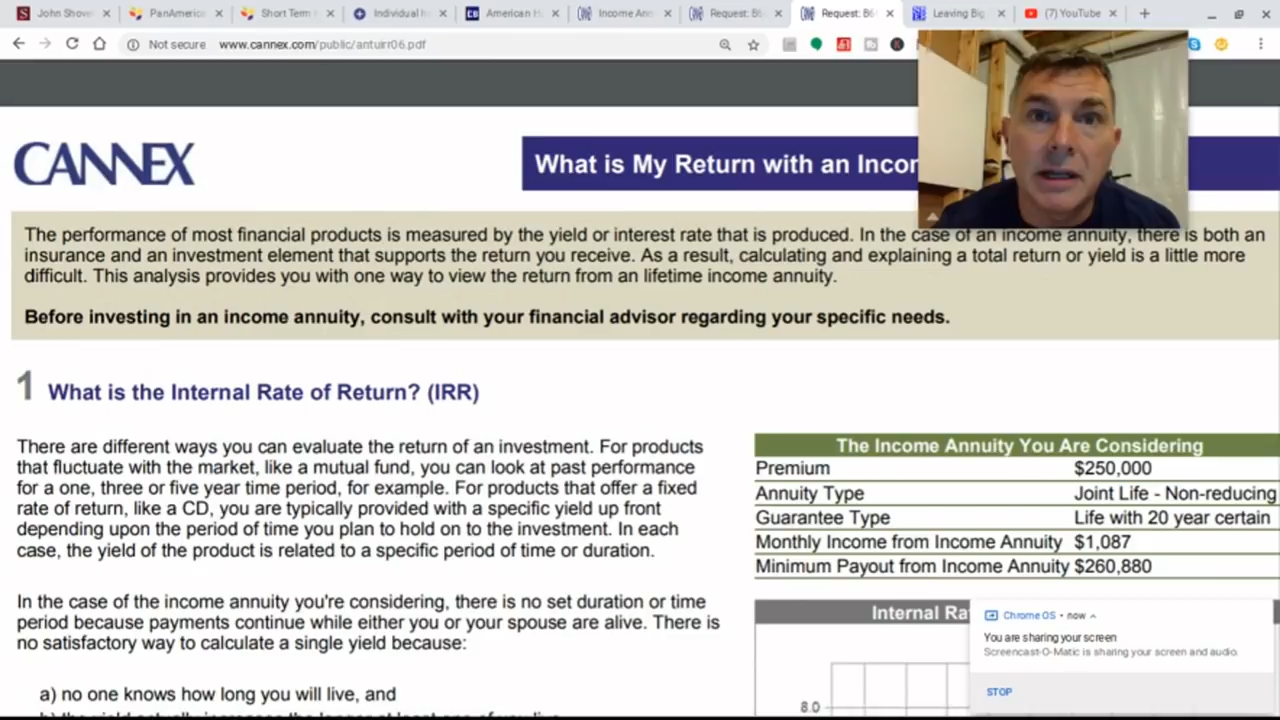 John Shove
PanAmerica
Short Term
Individual h
American H
Income Ann
Request: B6
Request: B6
Leaving Big
(7) YouTube
Not secure
www.cannex.com/public/antuirr06.pdf
CANNEX
What is My Return with an Incor
The performance of most financial products is measured by the yield or interest rate that is produced. In the case of an income annuity, there is both an
insurance and an investment element that supports the return you receive. As a result, calculating and explaining a total return or yield is a little more
difficult. This analysis provides you with one way to view the return from an lifetime income annuity.
Before investing in an income annuity, consult with your financial advisor regarding your specific needs.
1 What is the Internal Rate of Return? (IRR)
There are different ways you can evaluate the return of an investment. For products
that fluctuate with the market, like a mutual fund, you can look at past performance
for a one, three or five year time period, for example. For products that offer a fixed
rate of return, like a CD, you are typically provided with a specific yield up front
depending upon the period of time you plan to hold on to the investment. In each
case, the yield of the product is related to a specific period of time or duration.
In the case of the income annuity you're considering, there is no set duration or time
period because payments continue while either you or your spouse are alive. There is
no satisfactory way to calculate a single yield because:
a) no one knows how long you will live, and
The Income Annuity You Are Considering
Premium $250,000
Annuity Type Joint Life - Non-reducing
Guarantee Type Life with 20 year certain
Monthly Income from Income Annuity $1,087
Minimum Payout from Income Annuity $260,880
Internal Ra
8.0
Chrome OS • now
You are sharing your screen
Screencast-O-Matic is sharing your screen and audio.
STOP